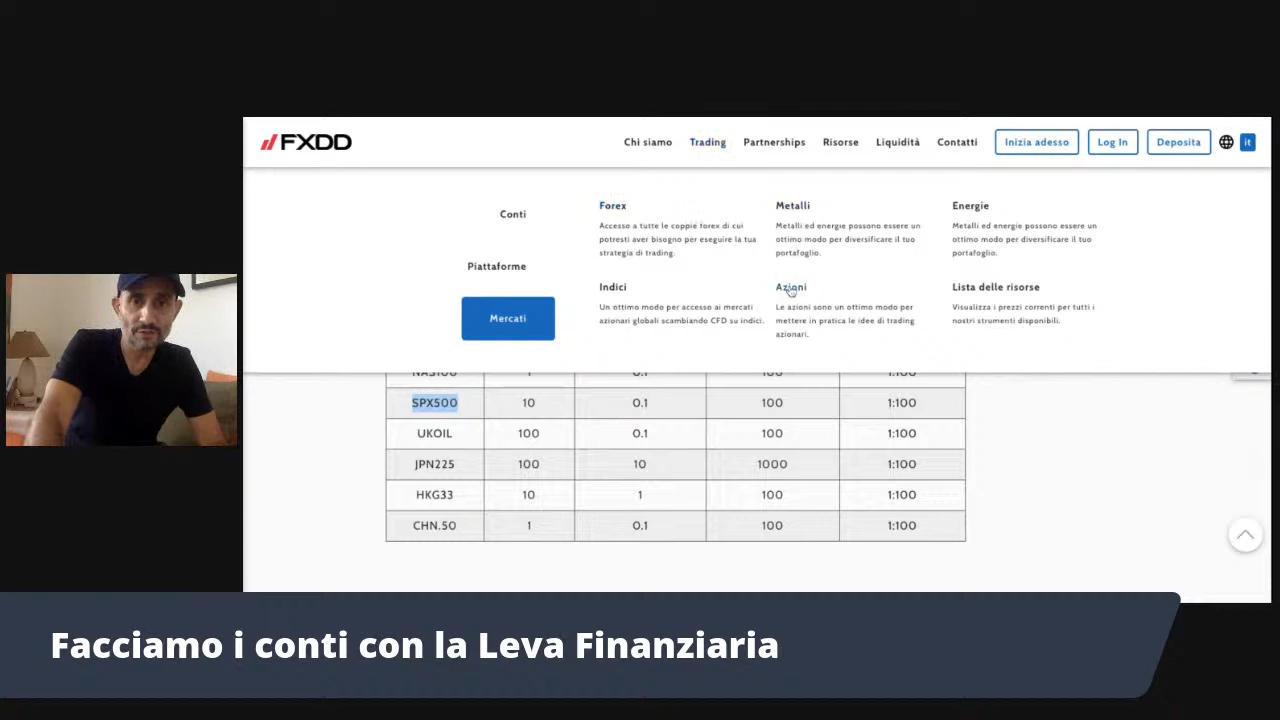 FXDD
Chi siamo Trading Partnerships Risorse Liquidità Contatti Inizia adesso Log In Deposita it
Conti
Piattaforme
Mercati
Forex
Accesso a tutte le coppie forex di cui
potresti aver bisogno per eseguire la tua
strategia di trading.
Metalli
Metalli ed energie possono essere un
ottimo modo per diversificare il tuo
portafoglio.
Energie
Metalli ed energie possono essere un
ottimo modo per diversificare il tuo
portafoglio.
Indici
Un ottimo modo per accesso ai mercati
azionari globali scambiando CFD su indici.
Azioni
Le azioni sono un ottimo modo per
mettere in pratica le idee di trading
azionari.
Lista delle risorse
Visualizza i prezzi correnti per tutti i
nostri strumenti disponibili.
NAS100 1 0.1 100 1:100
SPX500 10 0.1 100 1:100
UKOIL 100 0.1 100 1:100
JPN225 100 10 1000 1:100
HKG33 10 1 100 1:100
CHN.50 1 0.1 100 1:100
Facciamo i conti con la Leva Finanziaria